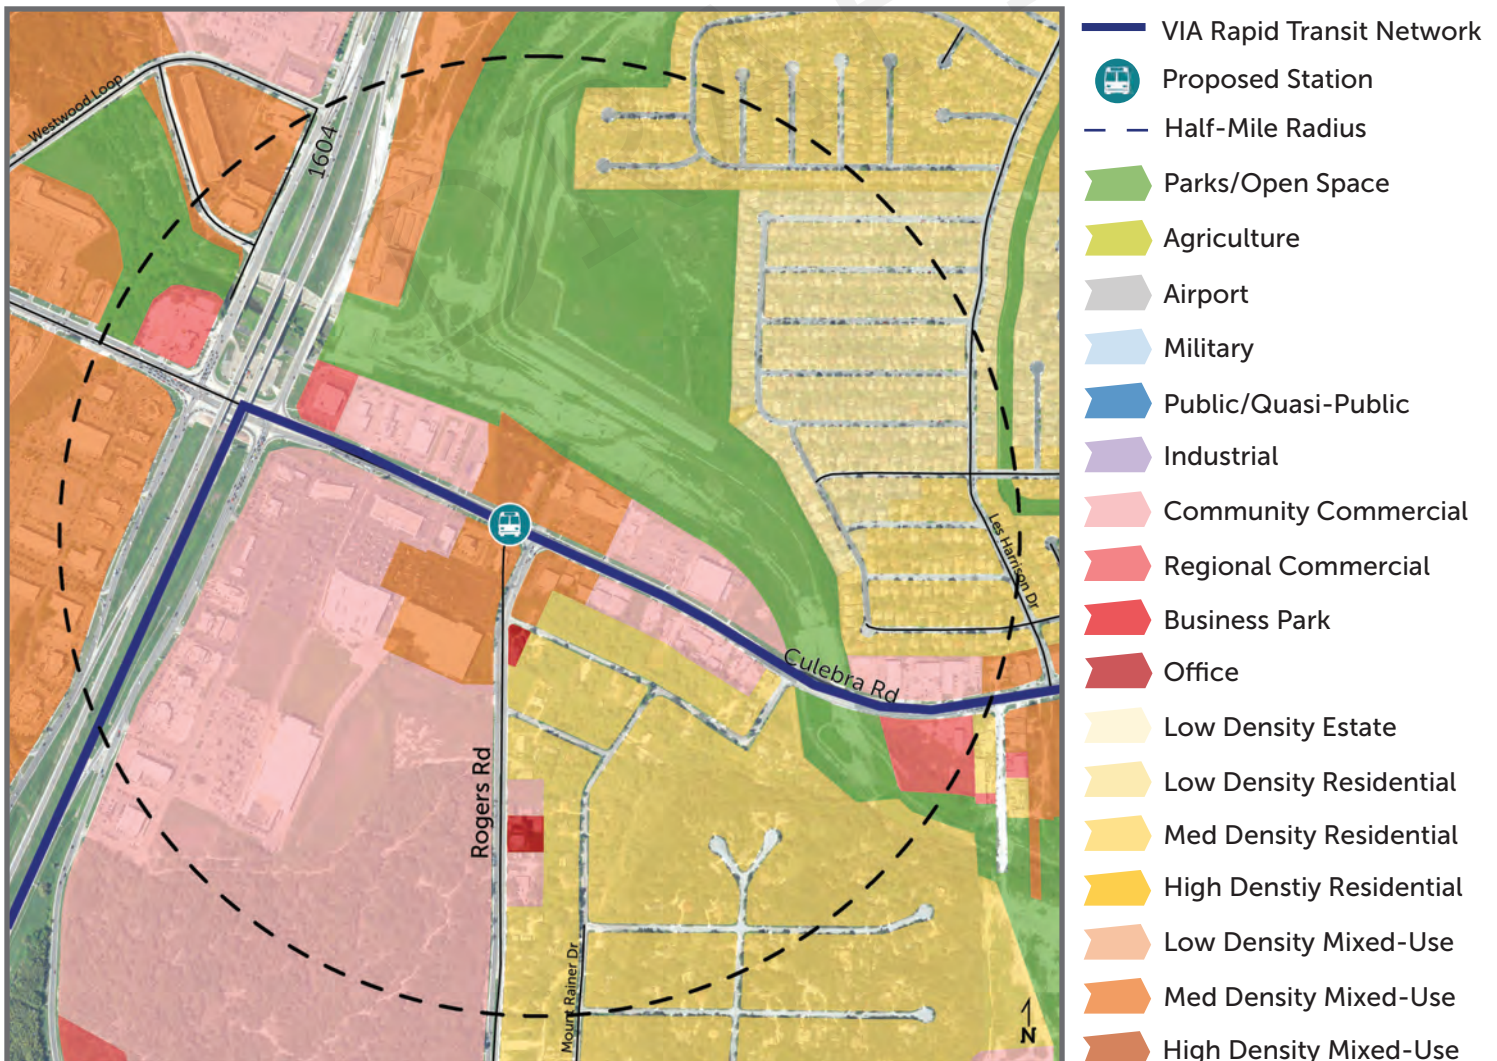 Westwood Loop
1604
Culebra Rd
Les Harrison Dr
Rogers Rd
Mount Rainer Dr
N
VIA Rapid Transit Network
Proposed Station
Half-Mile Radius
Parks/Open Space
Agriculture
Airport
Military
Public/Quasi-Public
Industrial
Community Commercial
Regional Commercial
Business Park
Office
Low Density Estate
Low Density Residential
Med Density Residential
High Denstiy Residential
Low Density Mixed-Use
Med Density Mixed-Use
High Density Mixed-Use